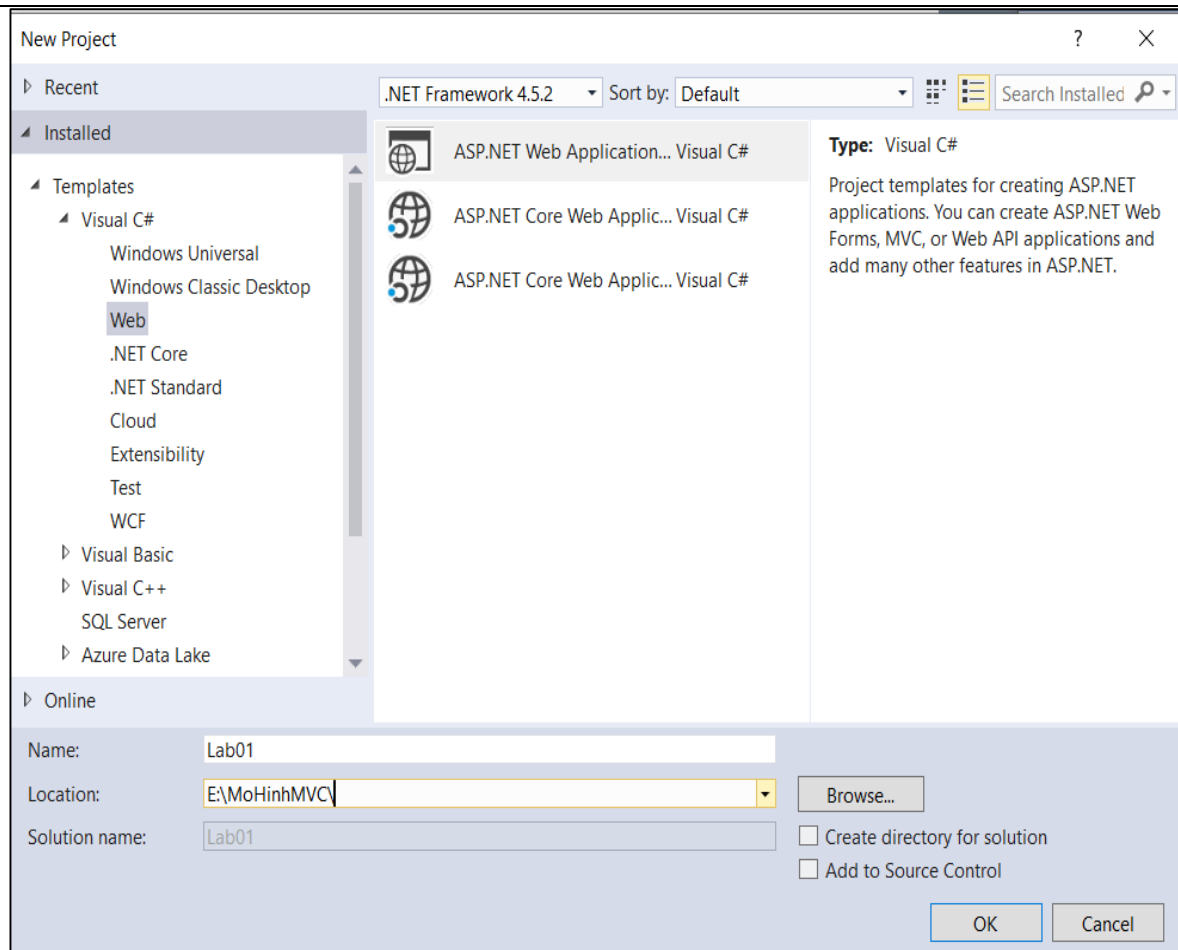 New Project
?
Recent
Installed
Templates
Visual C#
Windows Universal
Windows Classic Desktop
Web
.NET Core
.NET Standard
Cloud
Extensibility
Test
WCF
Visual Basic
Visual C++
SQL Server
Azure Data Lake
Online
.NET Framework 4.5.2
Sort by: Default
Search Installed
ASP.NET Web Application... Visual C#
ASP.NET Core Web Applic... Visual C#
ASP.NET Core Web Applic... Visual C#
Type: Visual C#
Project templates for creating ASP.NET
applications. You can create ASP.NET Web
Forms, MVC, or Web API applications and
add many other features in ASP.NET.
Name: Lab01
Location: E:\MoHinhMVC\
Browse...
Solution name: Lab01
Create directory for solution
Add to Source Control
OK
Cancel